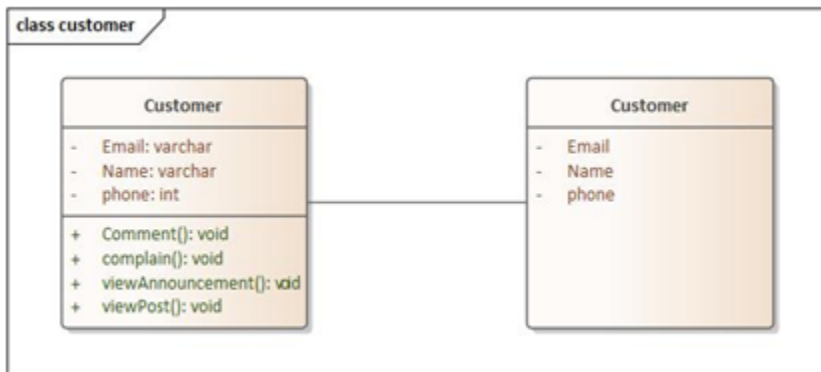 class customer
Customer
- Email: varchar
- Name: varchar
- phone: int
+ Comment(): void
+ complain(): void
+ viewAnnouncement(): void
+ viewPost(): void
Customer
- Email
- Name
- phone